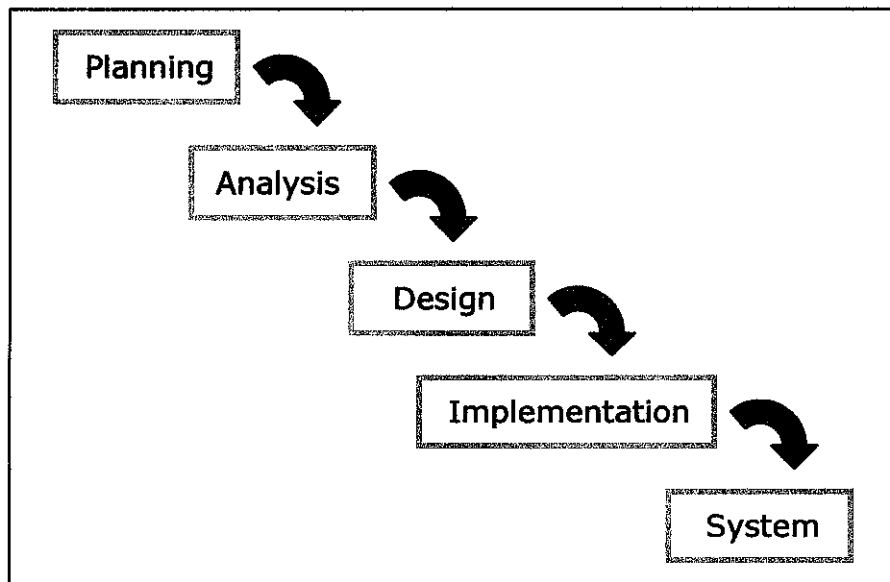 Planning
Analysis
Design
Implementation
System